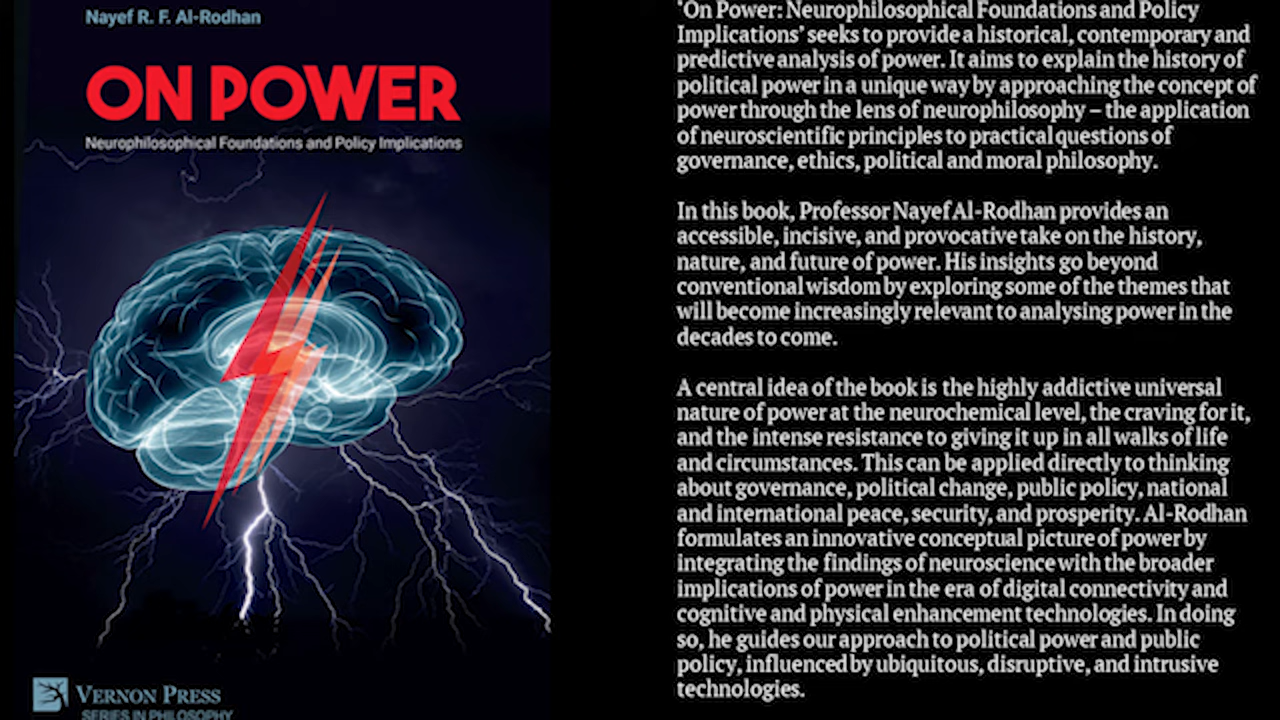 Nayef R. F. Al-Rodhan
ON POWER
Neurophilosophical Foundations and Policy Implications
VERNON PRESS
SERIES IN PHILOSOPHY
'On Power: Neurophilosophical Foundations and Policy
Implications' seeks to provide a historical, contemporary and
predictive analysis of power. It aims to explain the history of
political power in a unique way by approaching the concept of
power through the lens of neurophilosophy – the application
of neuroscientific principles to practical questions of
governance, ethics, political and moral philosophy.
In this book, Professor Nayef Al-Rodhan provides an
accessible, incisive, and provocative take on the history,
nature, and future of power. His insights go beyond
conventional wisdom by exploring some of the themes that
will become increasingly relevant to analysing power in the
decades to come.
A central idea of the book is the highly addictive universal
nature of power at the neurochemical level, the craving for it,
and the intense resistance to giving it up in all walks of life
and circumstances. This can be applied directly to thinking
about governance, political change, public policy, national
and international peace, security, and prosperity. Al-Rodhan
formulates an innovative conceptual picture of power by
integrating the findings of neuroscience with the broader
implications of power in the era of digital connectivity and
cognitive and physical enhancement technologies. In doing
so, he guides our approach to political power and public
policy, influenced by ubiquitous, disruptive, and intrusive
technologies.